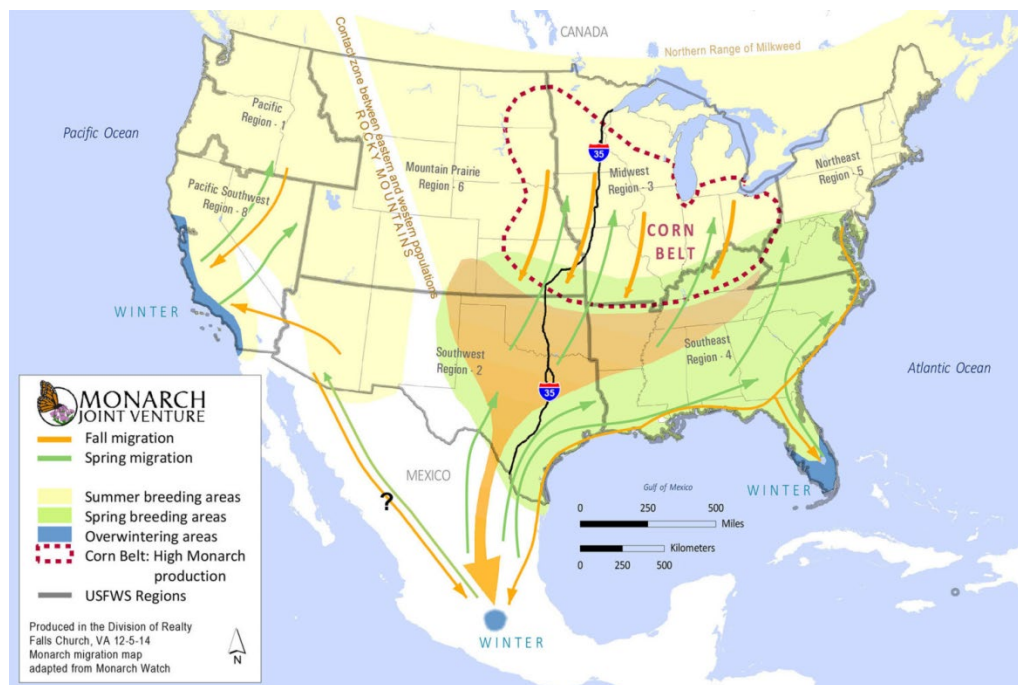 CANADA
Northern Range of Milkweed
Contact zone between eastern and western populations
ROCKY MOUNTAINS
Pacific Ocean
Pacific
Region - 1
Mountain Prairie
Region - 6
35
Midwest
Region - 3
Northeast
Region - 5
Pacific Southwest
Region - 8
CORN
BELT
WINTER
Southwest
Region - 2
Southeast
Region - 4
35
Atlantic Ocean
MEXICO
?
Gulf of Mexico
WINTER
0 250 500
Miles
Kilometers
0 250 500
WINTER
MONARCH
JOINT VENTURE
Fall migration
Spring migration
Summer breeding areas
Spring breeding areas
Overwintering areas
Corn Belt: High Monarch
production
USFWS Regions
Produced in the Division of Realty
Falls Church, VA 12-5-14
Monarch migration map
adapted from Monarch Watch
N